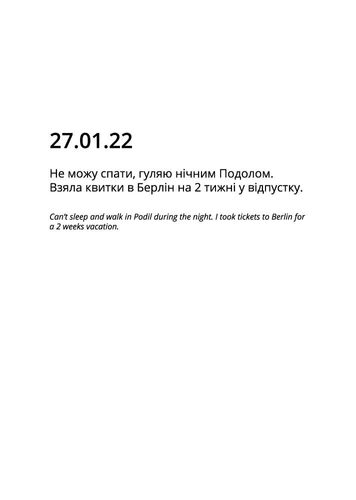 27.01.22
Не можу спати, гуляю нічним Подолом.
Взяла квитки в Берлін на 2 тижні у відпустку.
Can't sleep and walk in Podil during the night. I took tickets to Berlin for
a 2 weeks vacation.